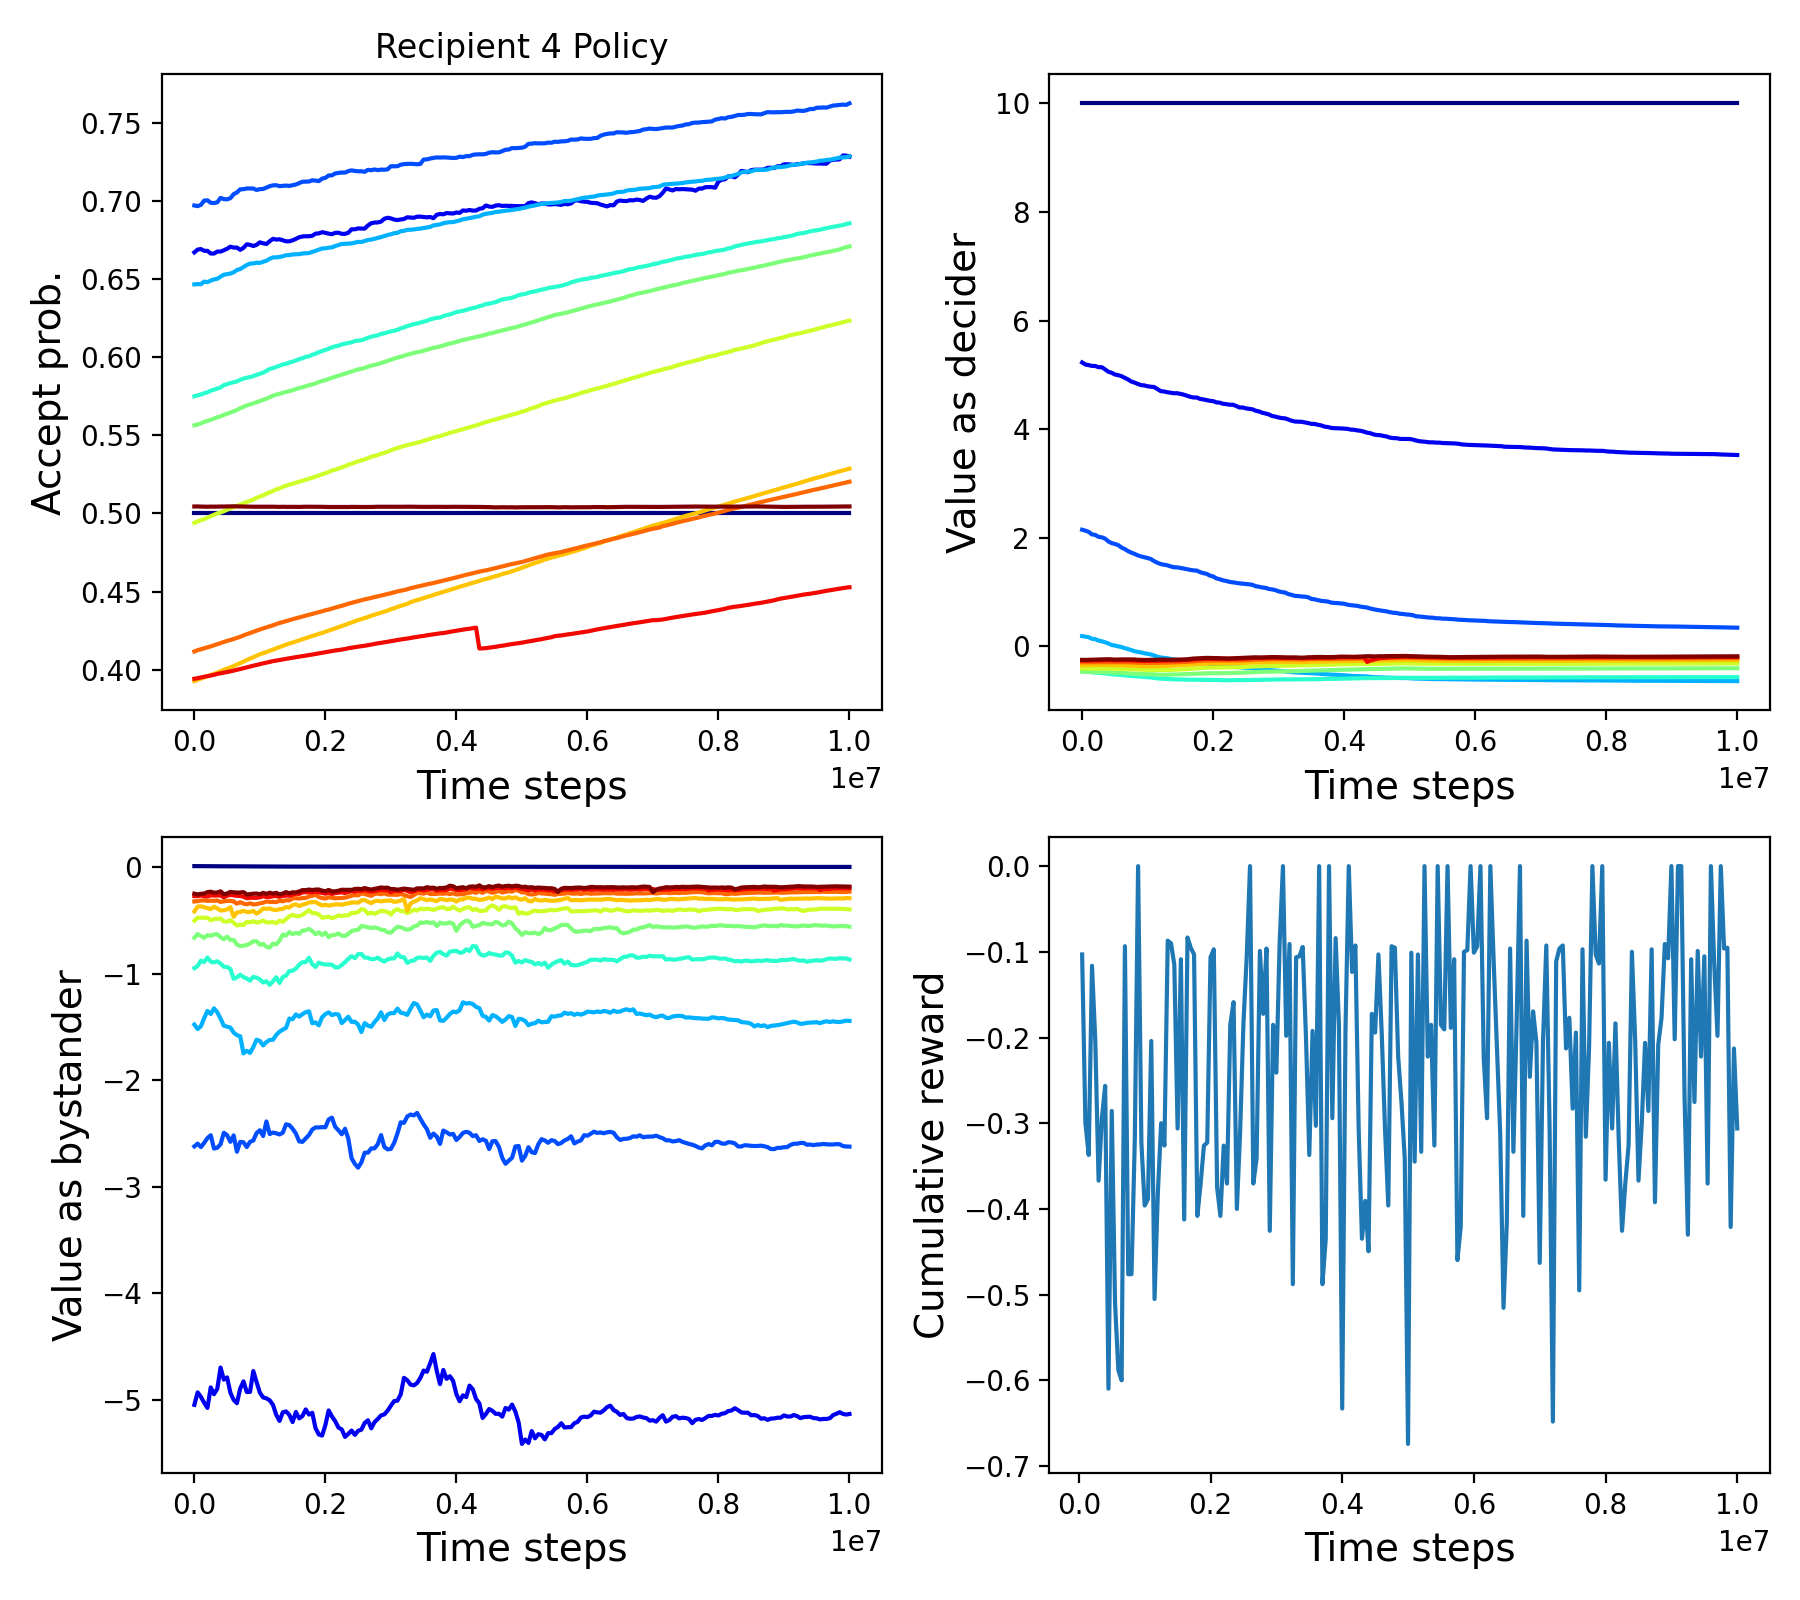 Recipient 4 Policy
Accept prob.
0.75
0.70
0.65
0.60
0.55
0.50
0.45
0.40
0.0 0.2 0.4 0.6 0.8 1.0
1e7
Time steps
Value as decider
10
8
6
4
2
0
0.0 0.2 0.4 0.6 0.8 1.0
1e7
Time steps
Value as bystander
0
−1
−2
−3
−4
−5
0.0 0.2 0.4 0.6 0.8 1.0
1e7
Time steps
Cumulative reward
0.0
−0.1
−0.2
−0.3
−0.4
−0.5
−0.6
−0.7
0.0 0.2 0.4 0.6 0.8 1.0
1e7
Time steps